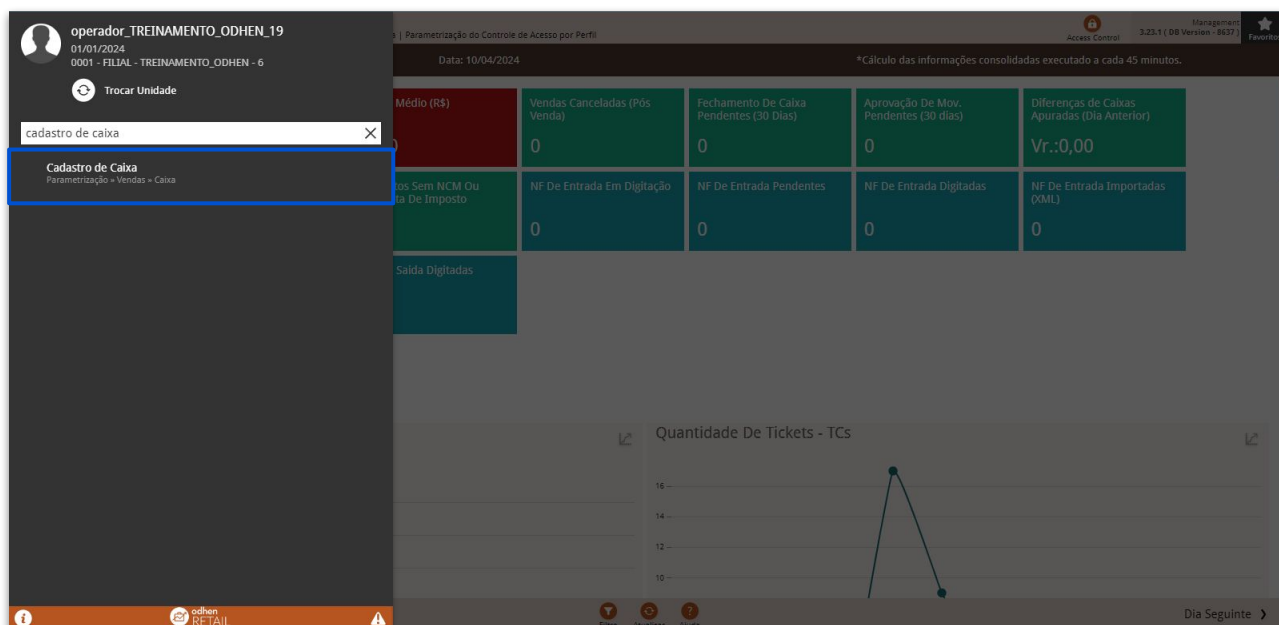 operador_TREINAMENTO_ODHEN_19
01/01/2024
0001 - FILIAL - TREINAMENTO_ODHEN - 6
Trocar Unidade
cadastro de caixa
Cadastro de Caixa
Parametrização » Vendas » Caixa
| Parametrização do Controle de Acesso por Perfil
Access Control
Management
3.23.1 ( DB Version - 8637 )
Favoritos
Data: 10/04/2024
*Cálculo das informações consolidadas executado a cada 45 minutos.
Médio (R$)
Vendas Canceladas (Pós
Venda)
0
Fechamento De Caixa
Pendentes (30 Dias)
0
Aprovação De Mov.
Pendentes (30 dias)
0
Diferenças de Caixas
Apuradas (Dia Anterior)
Vr.:0,00
Sem NCM Ou
De Imposto
NF De Entrada Em Digitação
0
NF De Entrada Pendentes
0
NF De Entrada Digitadas
0
NF De Entrada Importadas
(XML)
0
Saída Digitadas
Quantidade De Tickets - TCs
16
14
12
10
odhen
RETAIL
Filtro
Ajuda
Dia Seguinte